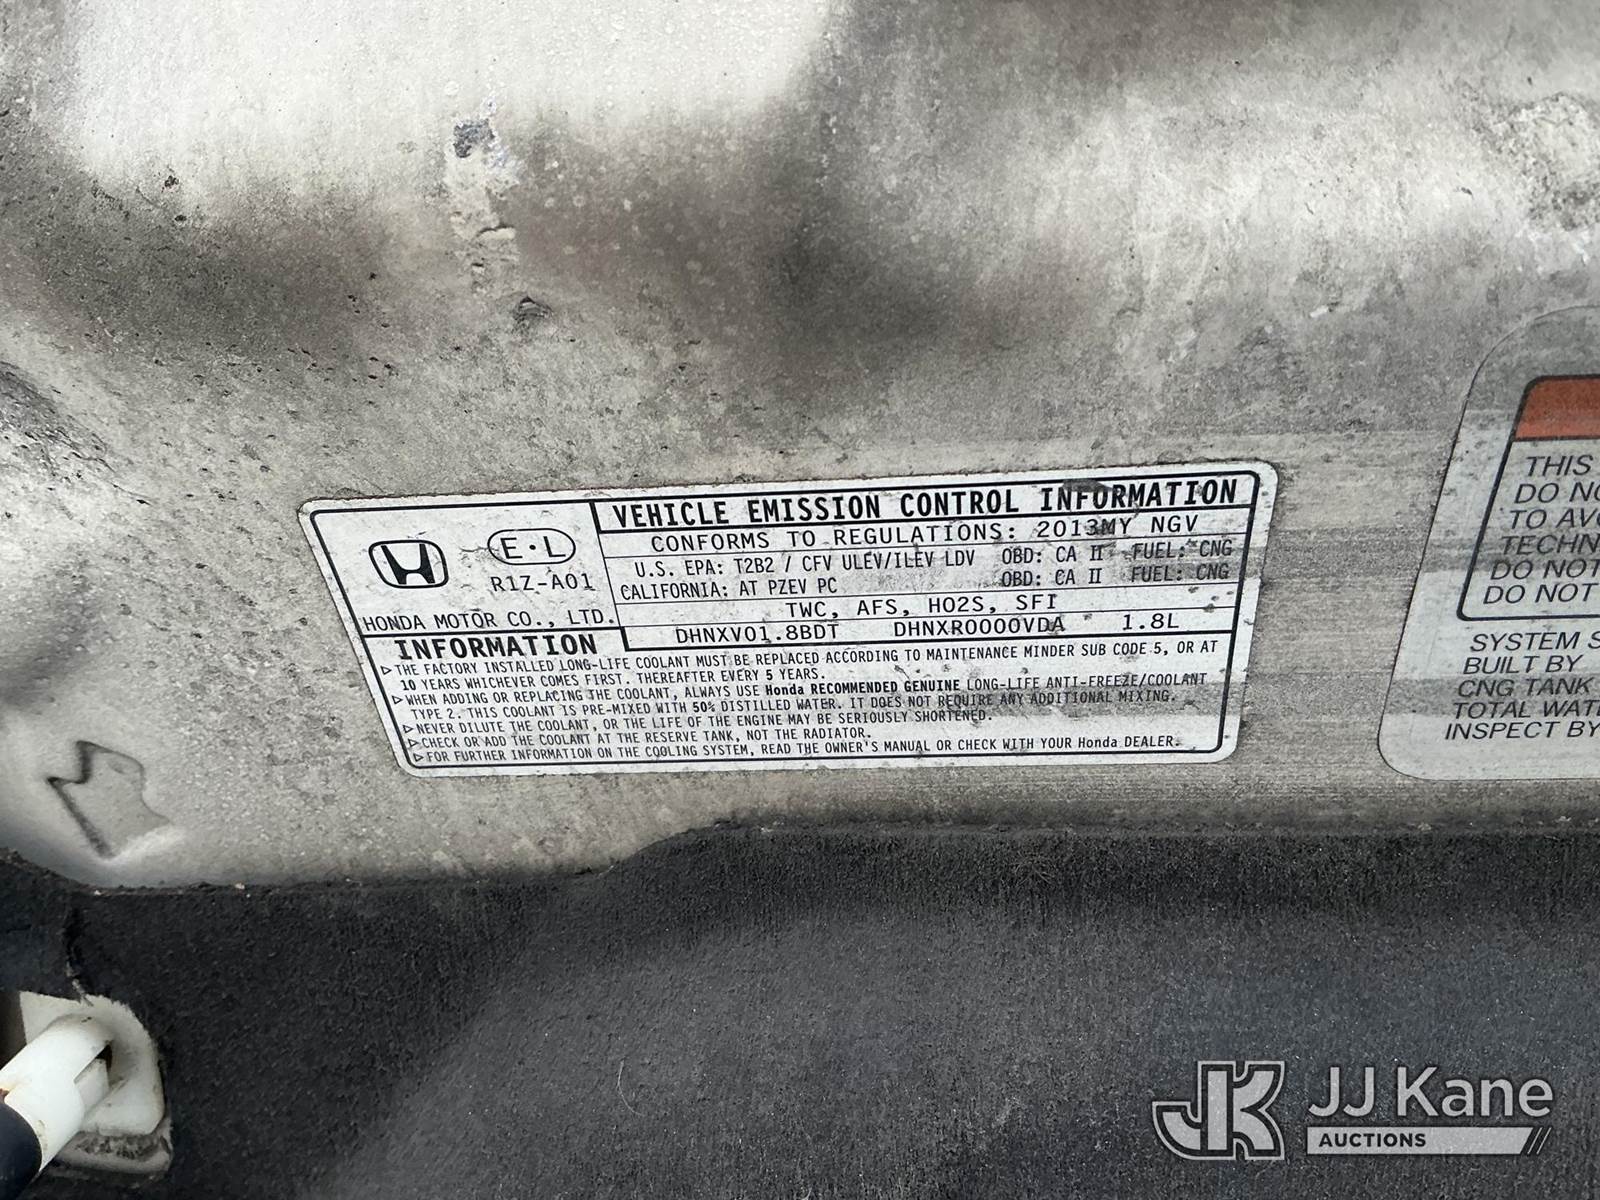 VEHICLE EMISSION CONTROL INFORMATION
CONFORMS TO REGULATIONS: 2013MY NGV
U.S. EPA: T2B2 / CFV ULEV/ILEV LDV OBD: CA II FUEL: CNG
CALIFORNIA: AT PZEV PC OBD: CA II FUEL: CNG
TWC, AFS, HO2S, SFI
DHNXV01.8BDT DHNXR0000VDA 1.8L
E·L
R1Z-A01
HONDA MOTOR CO., LTD.
INFORMATION
▷THE FACTORY INSTALLED LONG-LIFE COOLANT MUST BE REPLACED ACCORDING TO MAINTENANCE MINDER SUB CODE 5, OR AT
10 YEARS WHICHEVER COMES FIRST. THEREAFTER EVERY 5 YEARS.
▷WHEN ADDING OR REPLACING THE COOLANT, ALWAYS USE Honda RECOMMENDED GENUINE LONG-LIFE ANTI-FREEZE/COOLANT
TYPE 2. THIS COOLANT IS PRE-MIXED WITH 50% DISTILLED WATER. IT DOES NOT REQUIRE ANY ADDITIONAL MIXING.
▷NEVER DILUTE THE COOLANT, OR THE LIFE OF THE ENGINE MAY BE SERIOUSLY SHORTENED.
▷CHECK OR ADD THE COOLANT AT THE RESERVE TANK, NOT THE RADIATOR.
▷FOR FURTHER INFORMATION ON THE COOLING SYSTEM, READ THE OWNER'S MANUAL OR CHECK WITH YOUR Honda DEALER.
THIS
DO NO
TO AVO
TECHN
DO NOT
DO NOT
SYSTEM S
BUILT BY
CNG TANK
TOTAL WAT
INSPECT BY
JK JJ Kane
AUCTIONS